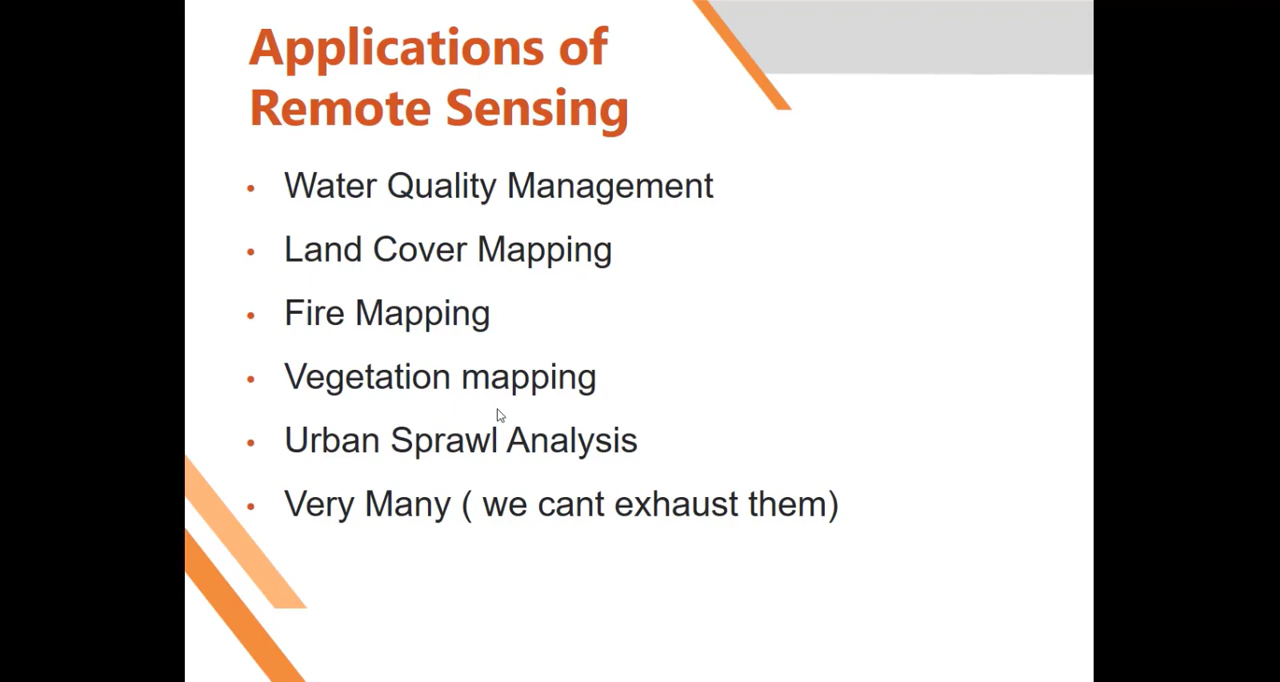 Applications of
Remote Sensing
• Water Quality Management
• Land Cover Mapping
• Fire Mapping
• Vegetation mapping
• Urban Sprawl Analysis
• Very Many ( we cant exhaust them)